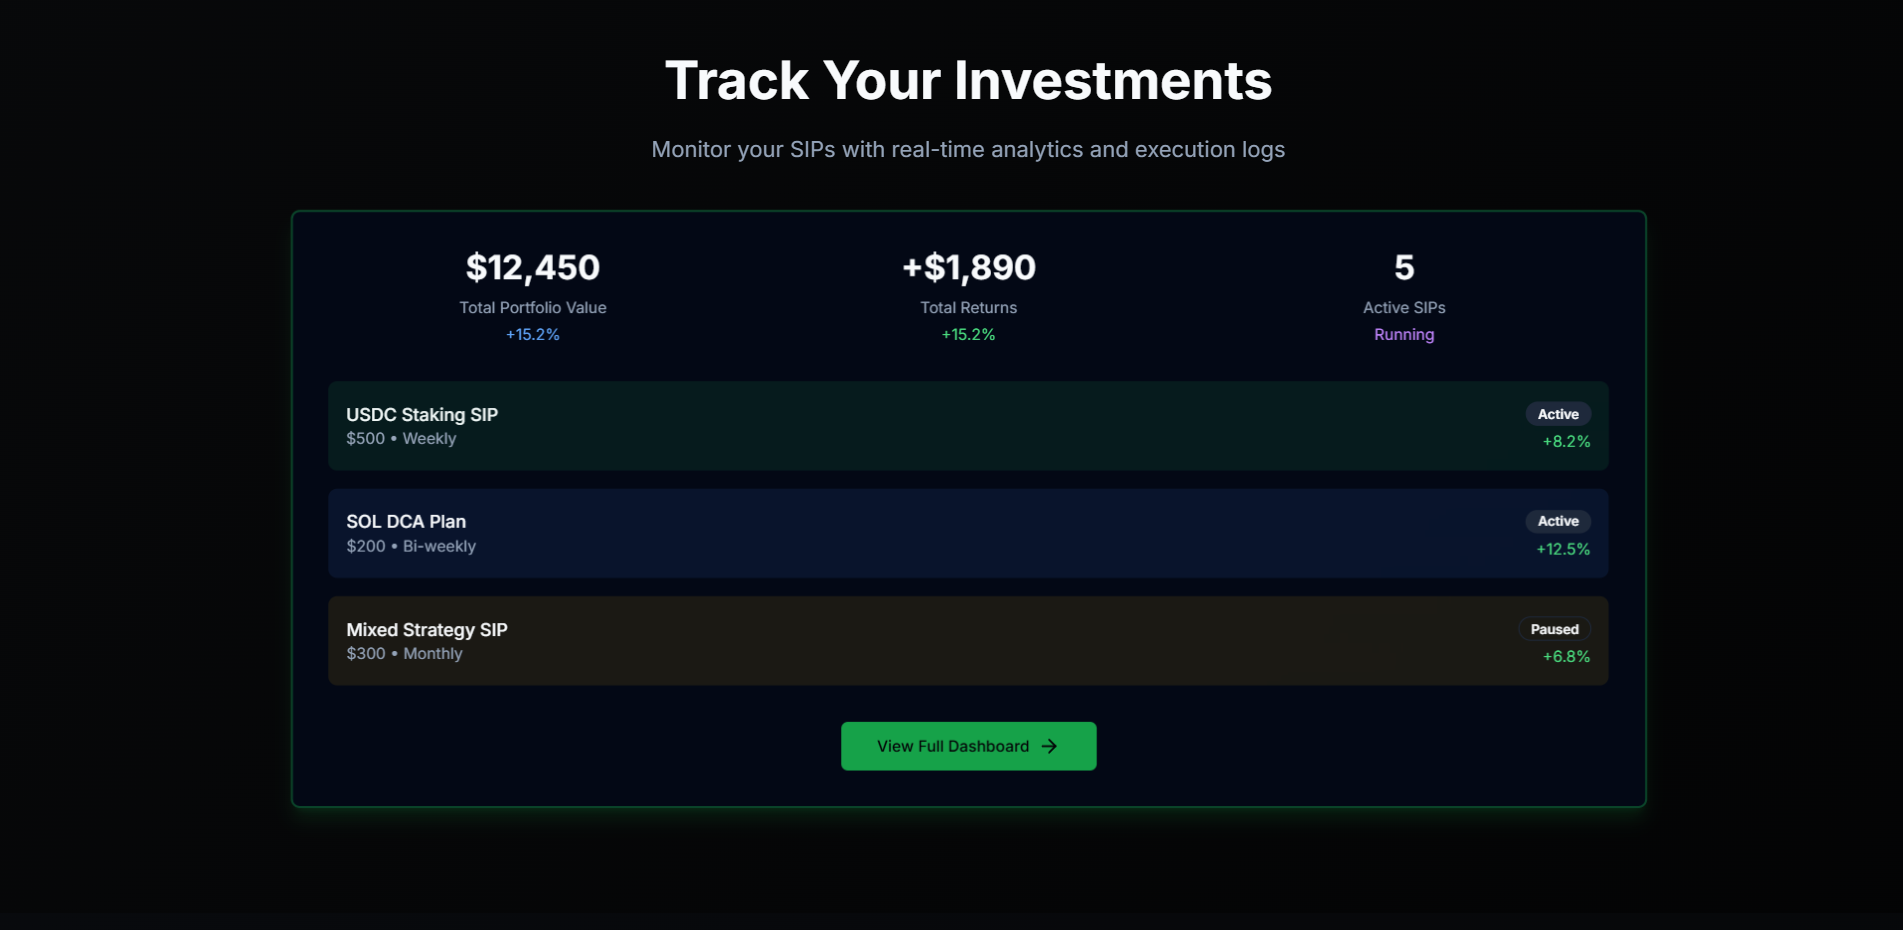 Track Your Investments
Monitor your SIPs with real-time analytics and execution logs
$12,450
Total Portfolio Value
+15.2%
+$1,890
Total Returns
+15.2%
5
Active SIPs
Running
USDC Staking SIP
$500 • Weekly
Active
+8.2%
SOL DCA Plan
$200 • Bi-weekly
Active
+12.5%
Mixed Strategy SIP
$300 • Monthly
Paused
+6.8%
View Full Dashboard →